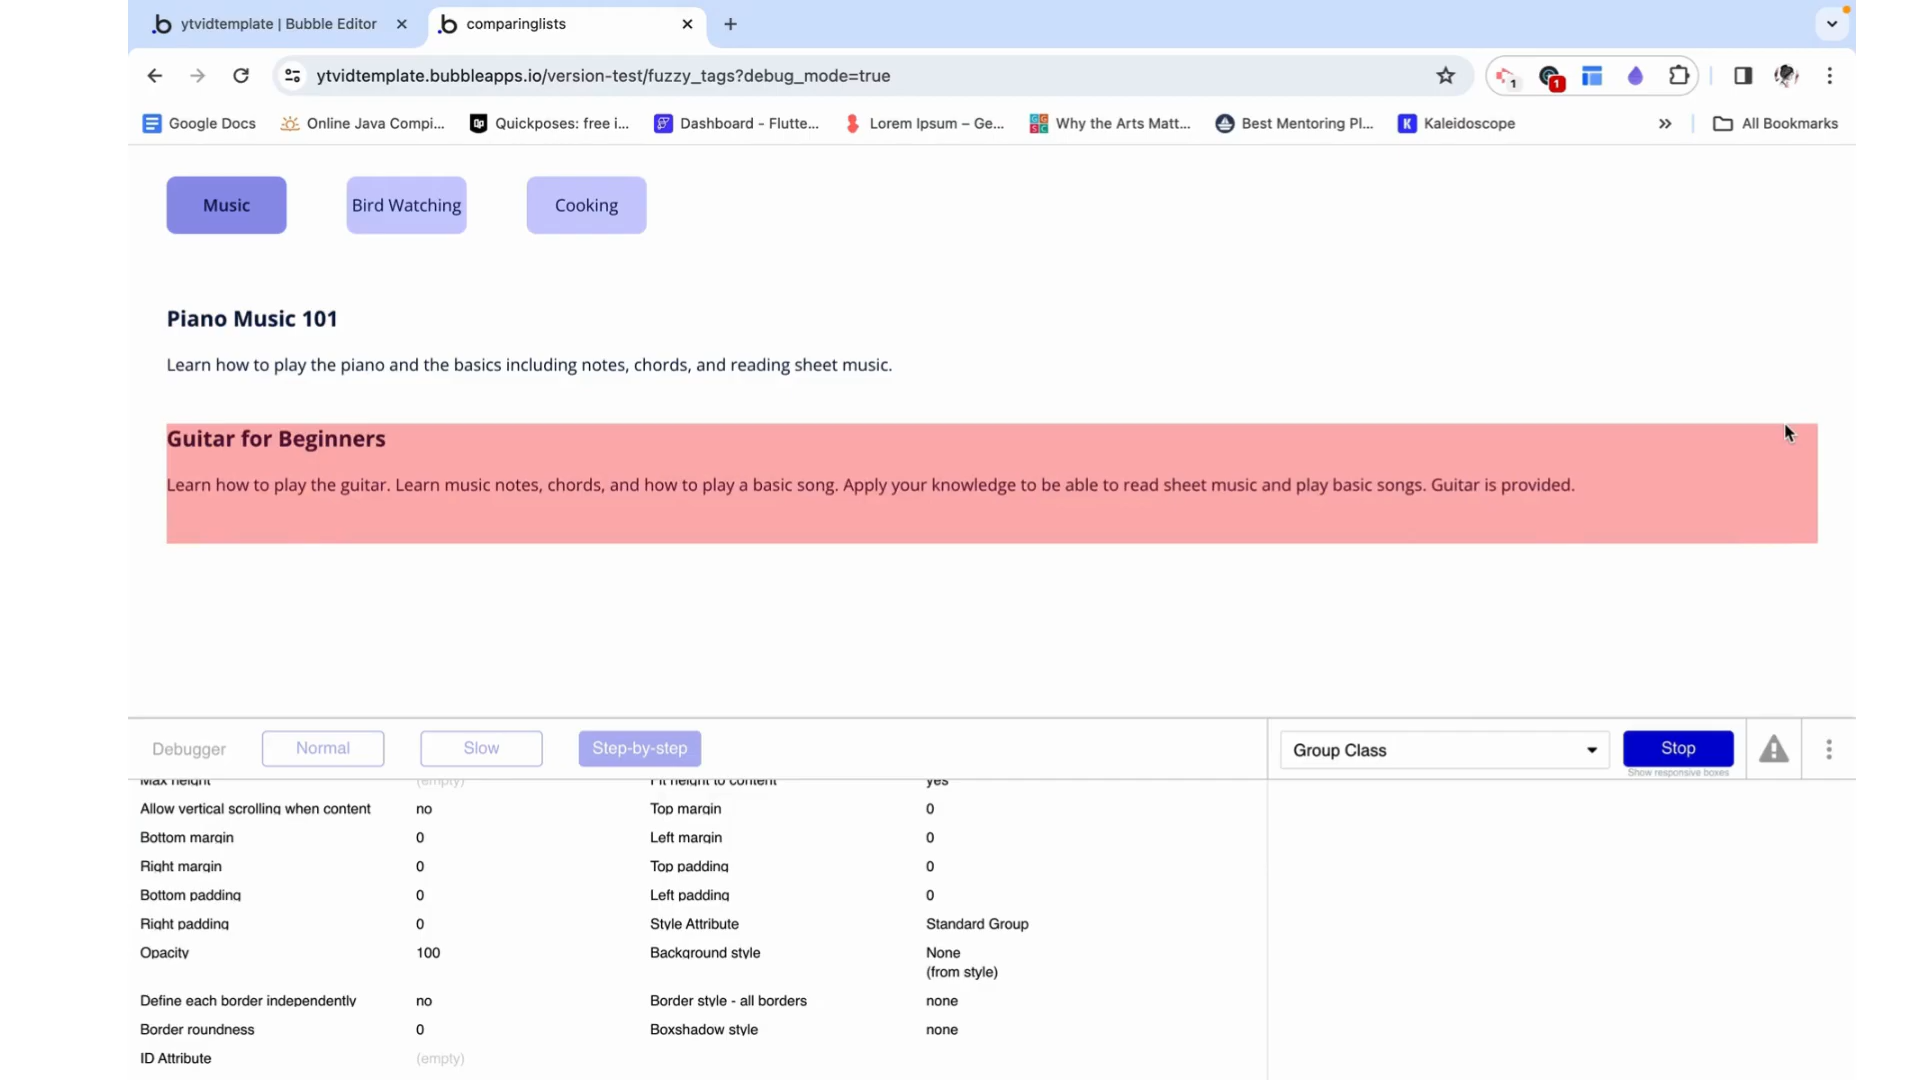 ytvidtemplate | Bubble Editor
comparinglists
ytvidtemplate.bubbleapps.io/version-test/fuzzy_tags?debug_mode=true
1
1
Google Docs
Online Java Compi...
Quickposes: free i...
Dashboard - Flutte...
Lorem Ipsum – Ge...
Why the Arts Matt...
Best Mentoring Pl...
Kaleidoscope
All Bookmarks
Music
Bird Watching
Cooking
Piano Music 101
Learn how to play the piano and the basics including notes, chords, and reading sheet music.
Guitar for Beginners
Learn how to play the guitar. Learn music notes, chords, and how to play a basic song. Apply your knowledge to be able to read sheet music and play basic songs. Guitar is provided.
Debugger
Normal
Slow
Step-by-step
Group Class
Stop
Show responsive boxes
Max height (empty) Fit height to content yes
Allow vertical scrolling when content no Top margin 0
Bottom margin 0 Left margin 0
Right margin 0 Top padding 0
Bottom padding 0 Left padding 0
Right padding 0 Style Attribute Standard Group
Opacity 100 Background style None
(from style)
Define each border independently no Border style - all borders none
Border roundness 0 Boxshadow style none
ID Attribute (empty)